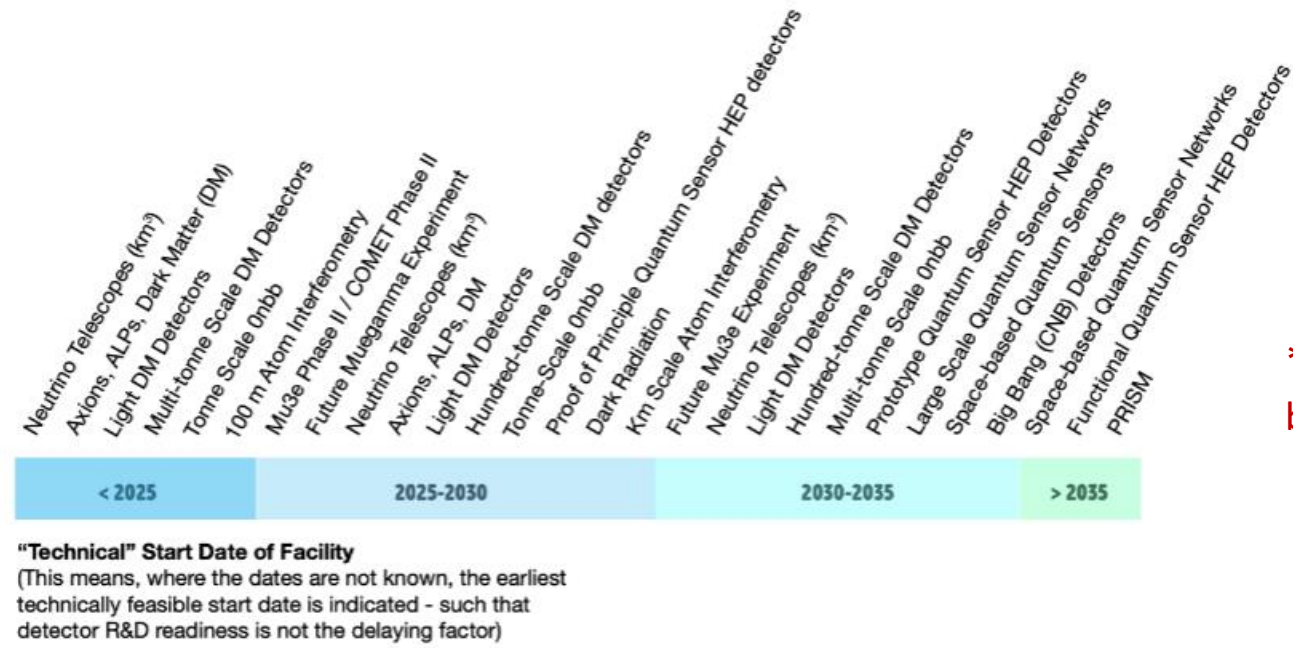 Neutrino Telescopes (km³)
Axions, ALPs, Dark Matter (DM)
Light DM Detectors
Multi-tonne Scale DM Detectors
Tonne Scale 0nbb
100 m Atom Interferometry
Mu3e Phase II / COMET Phase II
Future Muegamma Experiment
Neutrino Telescopes (km³)
Axions, ALPs, DM
Light DM Detectors
Hundred-tonne Scale DM detectors
Tonne-Scale 0nbb
Proof of Principle Quantum Sensor HEP detectors
Dark Radiation
Km Scale Atom Interferometry
Future Mu3e Experiment
Neutrino Telescopes (km³)
Light DM Detectors
Hundred-tonne Scale DM Detectors
Multi-tonne Scale 0nbb
Prototype Quantum Sensor HEP Detectors
Large Scale Quantum Sensor Networks
Space-based Quantum Sensors
Big Bang (CNB) Detectors
Space-based Quantum Sensor Networks
Functional Quantum Sensor HEP Detectors
PRISM
< 2025
2025-2030
2030-2035
> 2035
“Technical” Start Date of Facility
(This means, where the dates are not known, the earliest
technically feasible start date is indicated - such that
detector R&D readiness is not the delaying factor)